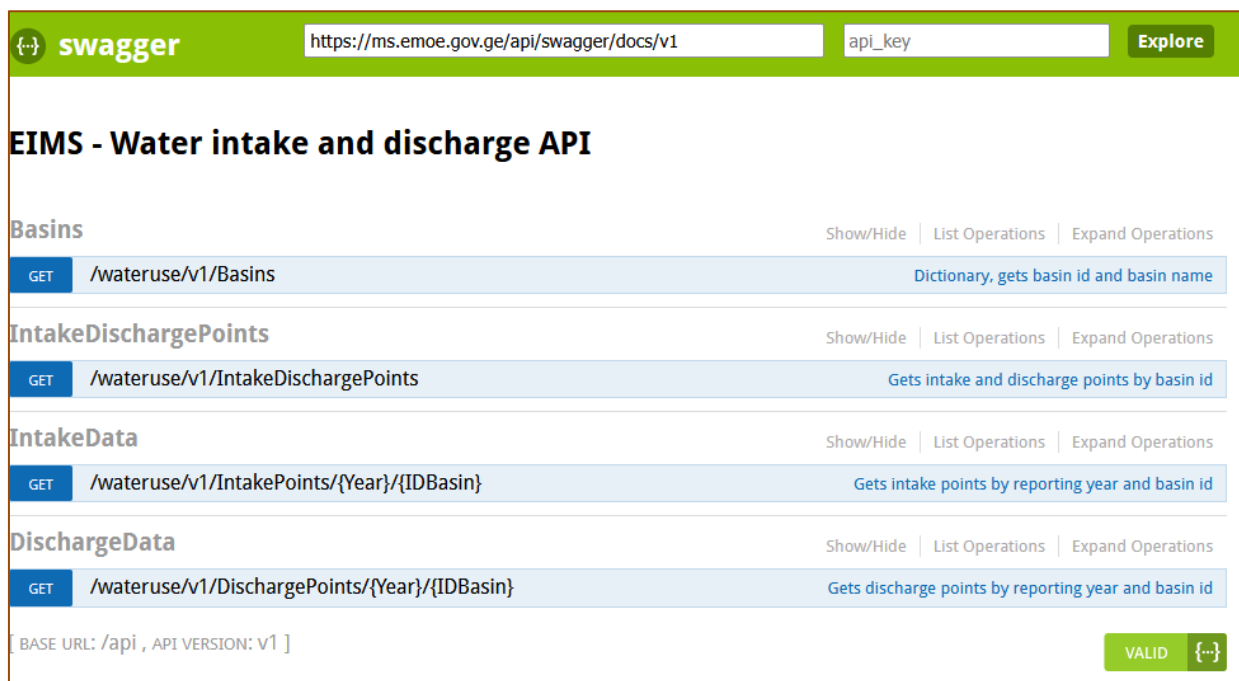 {···} swagger https://ms.emoe.gov.ge/api/swagger/docs/v1 api_key Explore
EIMS - Water intake and discharge API
Basins Show/Hide List Operations Expand Operations
GET /wateruse/v1/Basins Dictionary, gets basin id and basin name
IntakeDischargePoints Show/Hide List Operations Expand Operations
GET /wateruse/v1/IntakeDischargePoints Gets intake and discharge points by basin id
IntakeData Show/Hide List Operations Expand Operations
GET /wateruse/v1/IntakePoints/{Year}/{IDBasin} Gets intake points by reporting year and basin id
DischargeData Show/Hide List Operations Expand Operations
GET /wateruse/v1/DischargePoints/{Year}/{IDBasin} Gets discharge points by reporting year and basin id
[ BASE URL: /api , API VERSION: v1 ] VALID {···}